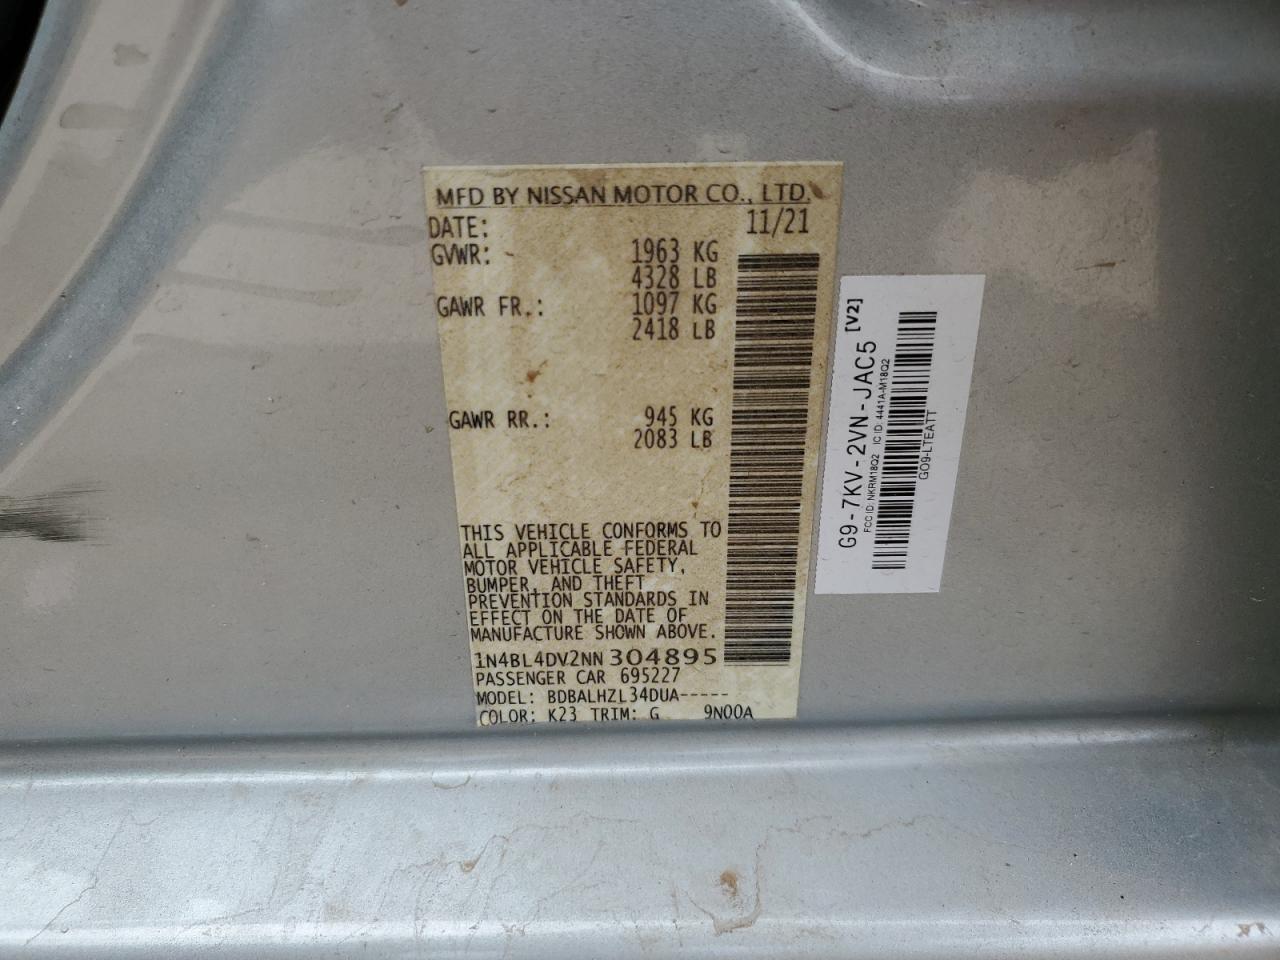 MFD BY NISSAN MOTOR CO., LTD.
DATE: 11/21
GVWR: 1963 KG
4328 LB
GAWR FR.: 1097 KG
2418 LB
GAWR RR.: 945 KG
2083 LB
THIS VEHICLE CONFORMS TO
ALL APPLICABLE FEDERAL
MOTOR VEHICLE SAFETY,
BUMPER, AND THEFT
PREVENTION STANDARDS IN
EFFECT ON THE DATE OF
MANUFACTURE SHOWN ABOVE.
1N4BL4DV2NN304895
PASSENGER CAR 695227
MODEL: BDBALHZL34DUA-----
COLOR: K23 TRIM: G 9N00A
G9-7KV-2VN-JAC5 [V2]
FCC ID: NKRM18Q2 IC ID: 4441A-M18Q2
GO9-LTEATT